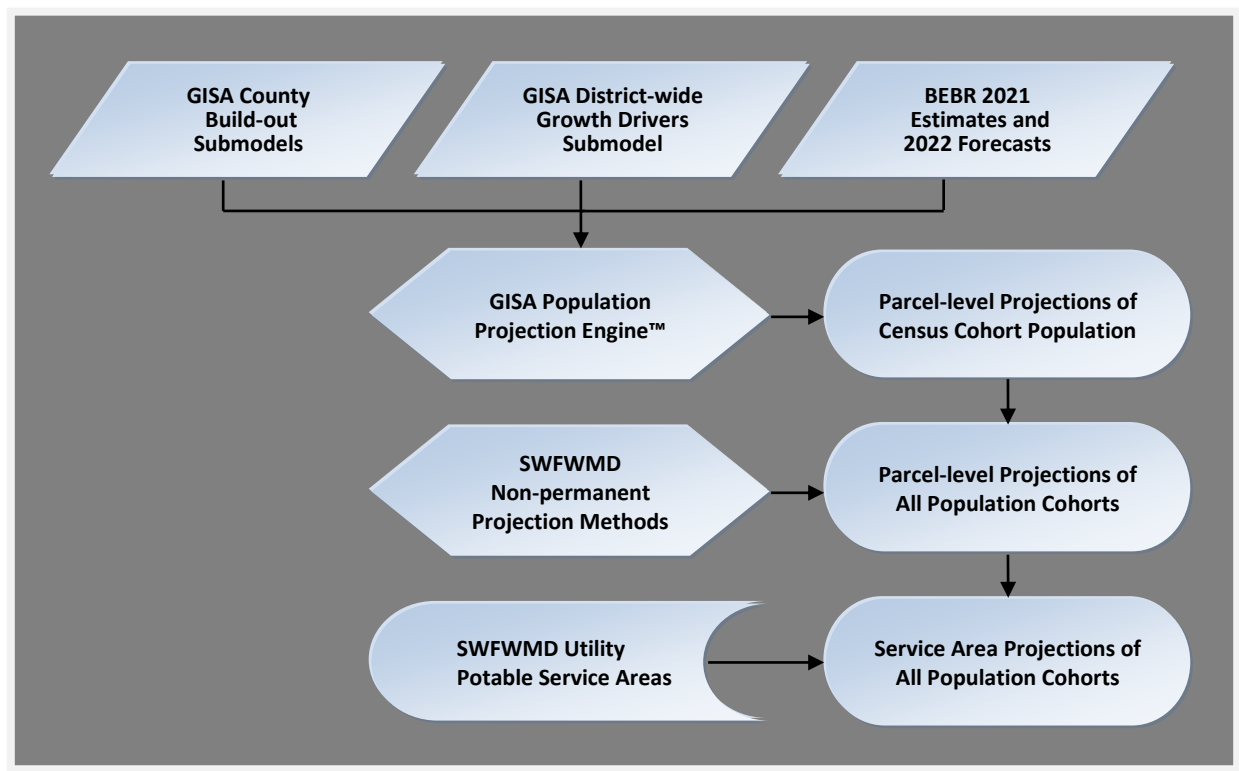 GISA County
Build-out
Submodels
GISA District-wide
Growth Drivers
Submodel
BEBR 2021
Estimates and
2022 Forecasts
GISA Population
Projection Engine™
Parcel-level Projections of
Census Cohort Population
SWFWMD
Non-permanent
Projection Methods
Parcel-level Projections of
All Population Cohorts
SWFWMD Utility
Potable Service Areas
Service Area Projections of
All Population Cohorts